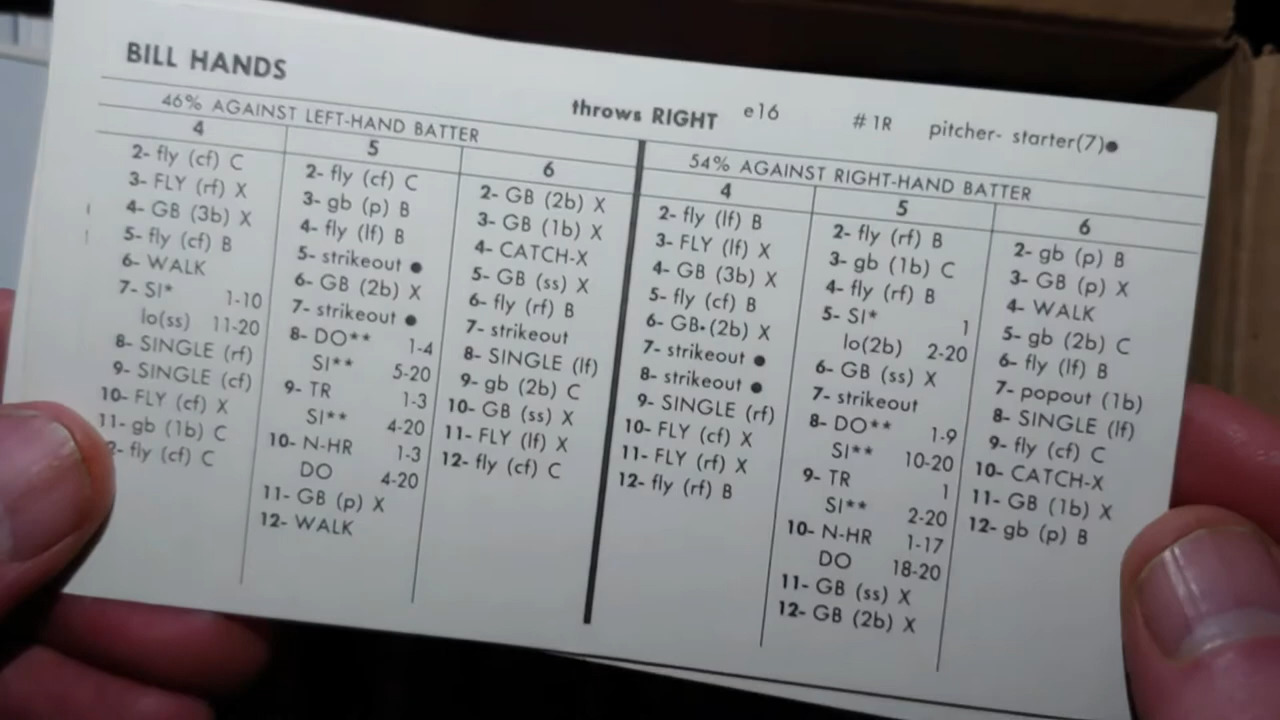 BILL HANDS
throws RIGHT e16 #1R pitcher- starter(7)●
46% AGAINST LEFT-HAND BATTER
4
2- fly (cf) C
3- FLY (rf) X
4- GB (3b) X
5- fly (cf) B
6- WALK
7- SI* 1-10
lo(ss) 11-20
8- SINGLE (rf)
9- SINGLE (cf)
10- FLY (cf) X
11- gb (1b) C
2- fly (cf) C
5
2- fly (cf) C
3- gb (p) B
4- fly (lf) B
5- strikeout ●
6- GB (2b) X
7- strikeout ●
8- DO** 1-4
SI** 5-20
9- TR 1-3
SI** 4-20
10- N-HR 1-3
DO 4-20
11- GB (p) X
12- WALK
6
2- GB (2b) X
3- GB (1b) X
4- CATCH-X
5- GB (ss) X
6- fly (rf) B
7- strikeout
8- SINGLE (lf)
9- gb (2b) C
10- GB (ss) X
11- FLY (lf) X
12- fly (cf) C
54% AGAINST RIGHT-HAND BATTER
4
2- fly (lf) B
3- FLY (lf) X
4- GB (3b) X
5- fly (cf) B
6- GB• (2b) X
7- strikeout ●
8- strikeout ●
9- SINGLE (rf)
10- FLY (cf) X
11- FLY (rf) X
12- fly (rf) B
5
2- fly (rf) B
3- gb (1b) C
4- fly (rf) B
5- SI* 1
lo(2b) 2-20
6- GB (ss) X
7- strikeout
8- DO** 1-9
SI** 10-20
9- TR 1
SI** 2-20
10- N-HR 1-17
DO 18-20
11- GB (ss) X
12- GB (2b) X
6
2- gb (p) B
3- GB (p) X
4- WALK
5- gb (2b) C
6- fly (lf) B
7- popout (1b)
8- SINGLE (lf)
9- fly (cf) C
10- CATCH-X
11- GB (1b) X
12- gb (p) B